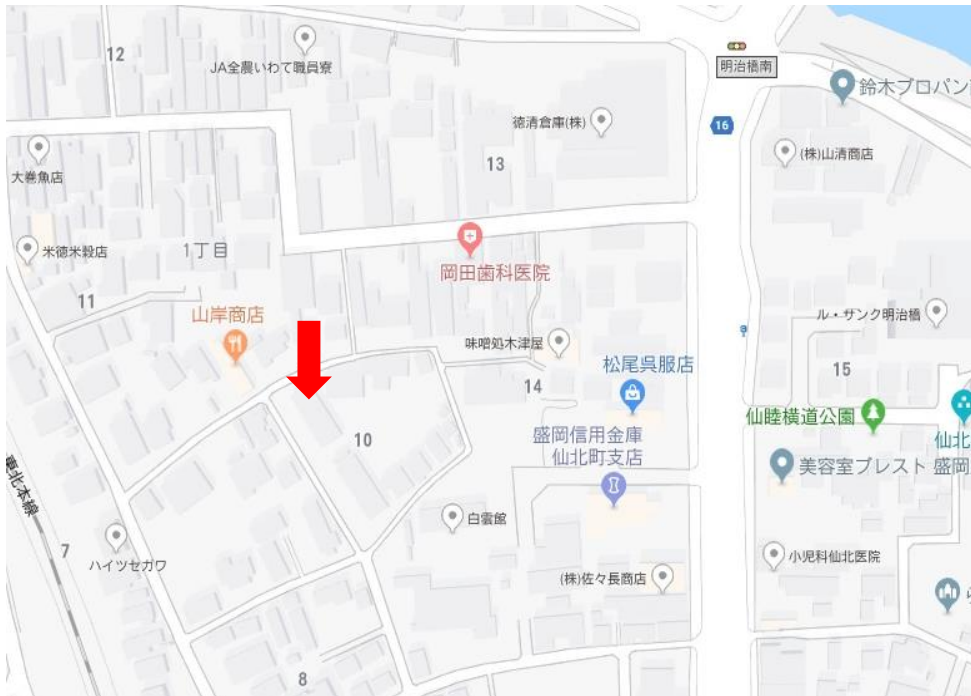 12
JA全農いわて職員寮
明治橋南
鈴木プロパン
徳清倉庫(株)
16
(株)山清商店
13
大巻魚店
米徳米穀店
1丁目
岡田歯科医院
11
山岸商店
ル・サンク明治橋
味噌処木津屋
松尾呉服店
15
14
仙睦横道公園
仙北
10
盛岡信用金庫
仙北町支店
美容室ブレスト 盛岡
東北本線
白雲館
7
ハイツセガワ
小児科仙北医院
(株)佐々長商店
8